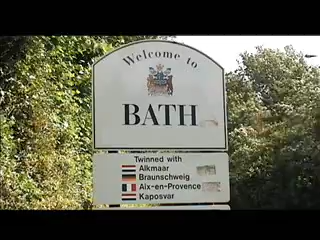 Welcome to
BATH
Twinned with
Alkmaar
Braunschweig
Aix-en-Provence
Kaposvar